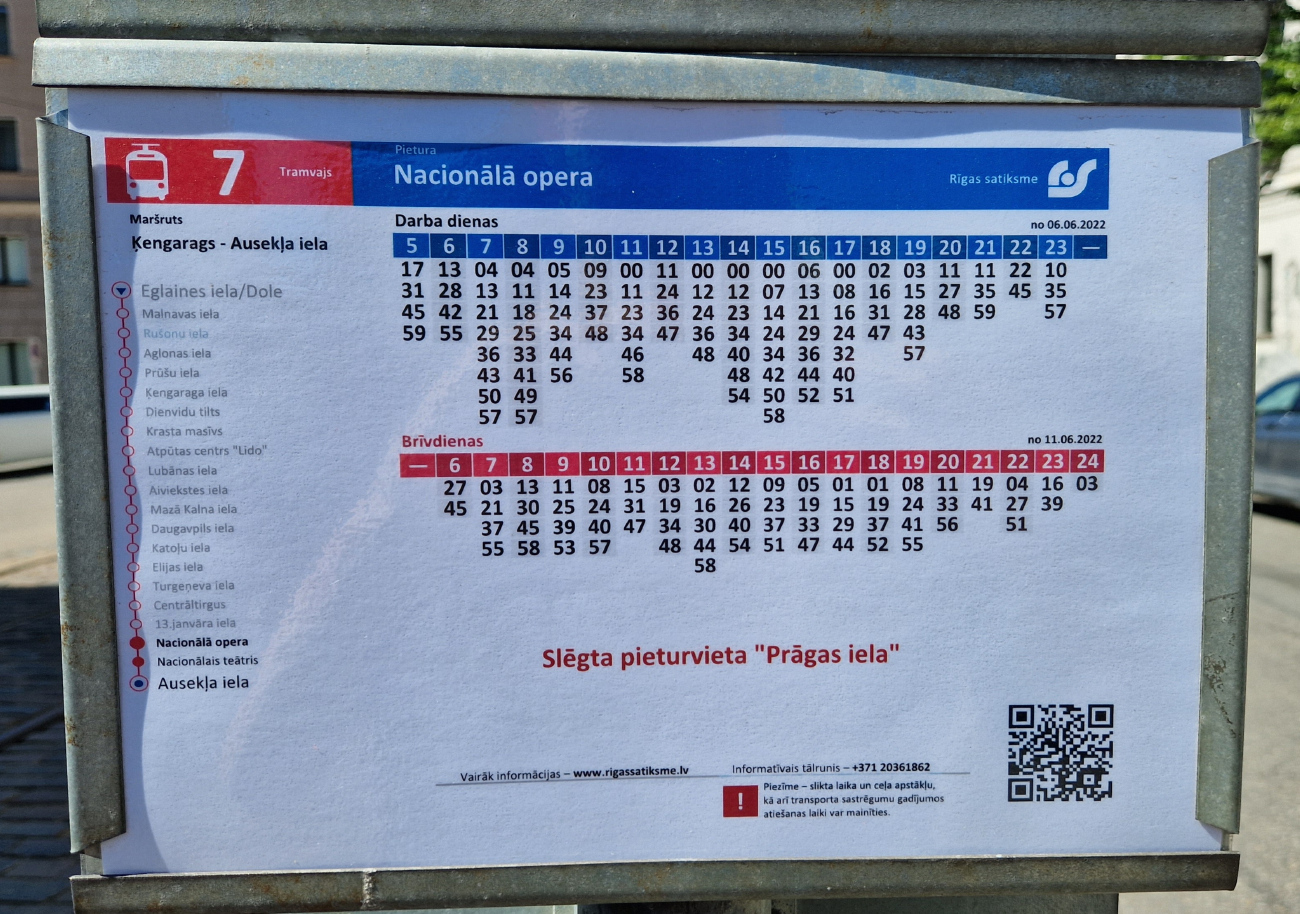 7
Tramvajs
Pietura
Nacionālā opera
Rīgas satiksme
Maršruts
Ķengarags - Ausekļa iela
Eglaines iela/Dole
Maļnavas iela
Rušonu iela
Aglonas iela
Prūšu iela
Ķengaraga iela
Dienvidu tilts
Krasta masīvs
Atpūtas centrs "Lido"
Lubānas iela
Aiviekstes iela
Mazā Kalna iela
Daugavpils iela
Katoļu iela
Elijas iela
Turgeņeva iela
Centrāltirgus
13.janvāra iela
Nacionālā opera
Nacionālais teātris
Ausekļa iela
Darba dienas
no 06.06.2022
5 6 7 8 9 10 11 12 13 14 15 16 17 18 19 20 21 22 23 —
17 13 04 04 05 09 00 11 00 00 00 06 00 02 03 11 11 22 10
31 28 13 11 14 23 11 24 12 12 07 13 08 16 15 27 35 45 35
45 42 21 18 24 37 23 36 24 23 14 21 16 31 28 48 59 57
59 55 29 25 34 48 34 47 36 34 24 29 24 47 43
36 33 44 46 48 40 34 36 32 57
43 41 56 58 48 42 44 40
50 49 54 50 52 51
57 57 58
Brīvdienas
no 11.06.2022
— 6 7 8 9 10 11 12 13 14 15 16 17 18 19 20 21 22 23 24
27 03 13 11 08 15 03 02 12 09 05 01 01 08 11 19 04 16 03
45 21 30 25 24 31 19 16 26 23 19 15 19 24 33 41 27 39
37 45 39 40 47 34 30 40 37 33 29 37 41 56 51
55 58 53 57 48 44 54 51 47 44 52 55
58
Slēgta pieturvieta "Prāgas iela"
Vairāk informācijas – www.rigassatiksme.lv
Informatīvais tālrunis – +371 20361862
!
Piezīme – slikta laika un ceļa apstākļu,
kā arī transporta sastrēgumu gadījumos
atiešanas laiki var mainīties.